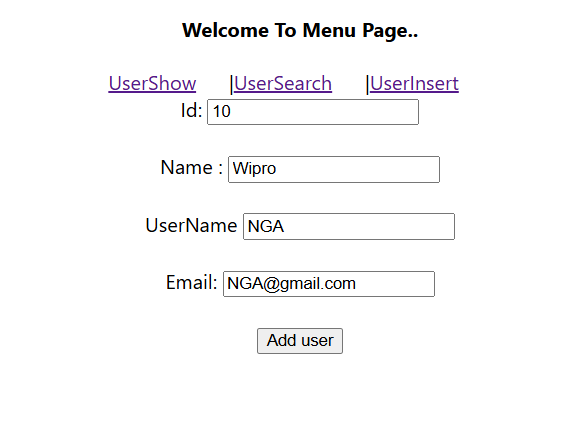 Welcome To Menu Page..
UserShow |UserSearch |UserInsert
Id: 10
Name : Wipro
UserName NGA
Email: NGA@gmail.com
Add user